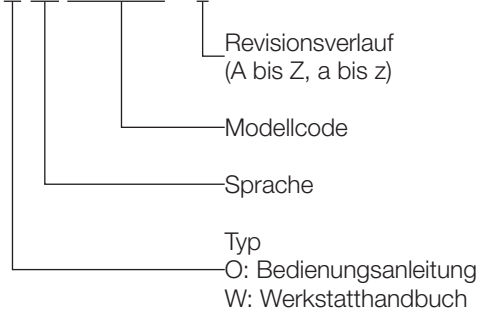 Revisionsverlauf
(A bis Z, a bis z)
Modellcode
Sprache
Typ
O: Bedienungsanleitung
W: Werkstatthandbuch